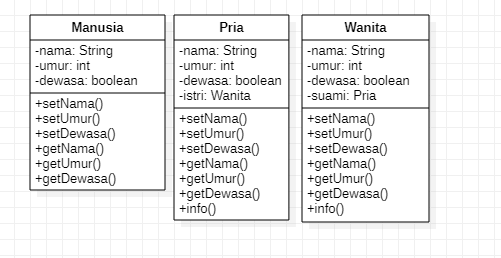 Manusia
-nama: String
-umur: int
-dewasa: boolean
+setNama()
+setUmur()
+setDewasa()
+getNama()
+getUmur()
+getDewasa()
Pria
-nama: String
-umur: int
-dewasa: boolean
-istri: Wanita
+setNama()
+setUmur()
+setDewasa()
+getNama()
+getUmur()
+getDewasa()
+info()
Wanita
-nama: String
-umur: int
-dewasa: boolean
-suami: Pria
+setNama()
+setUmur()
+setDewasa()
+getNama()
+getUmur()
+getDewasa()
+info()